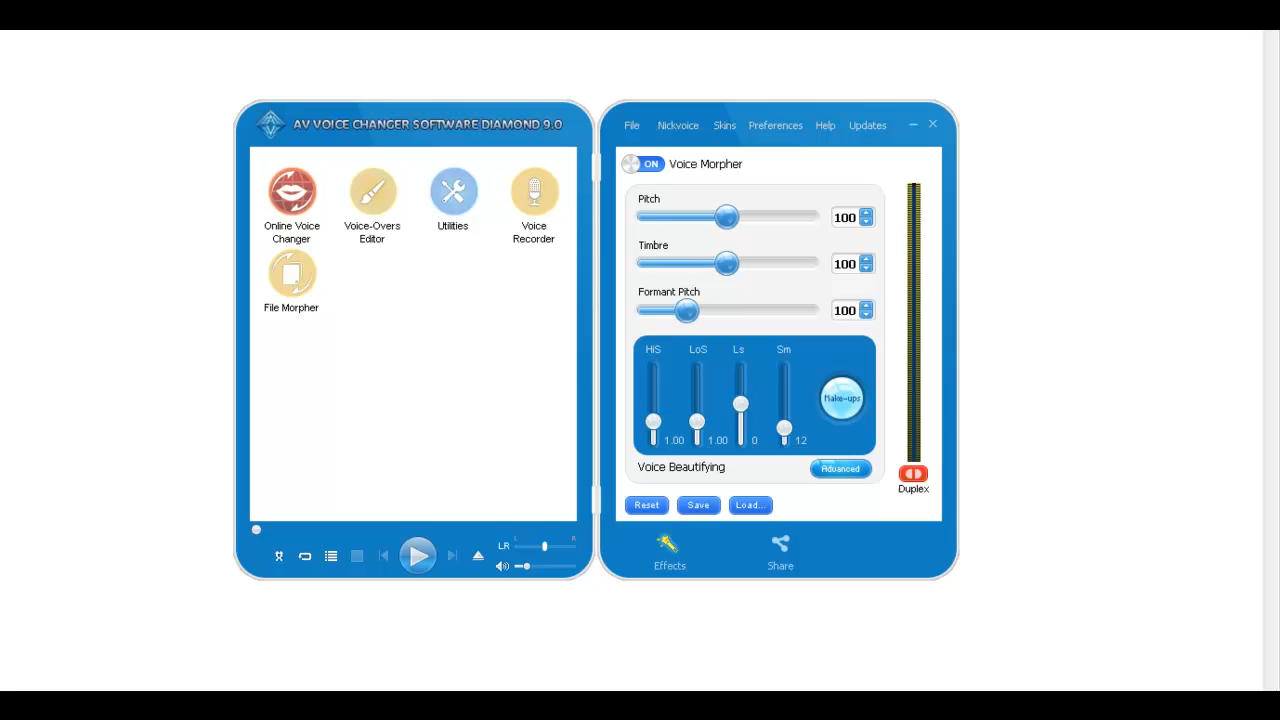 AV VOICE CHANGER SOFTWARE DIAMOND 9.0
Online Voice
Changer
Voice-Overs
Editor
Utilities
Voice
Recorder
File Morpher
LR
L
R
File Nickvoice Skins Preferences Help Updates
ON Voice Morpher
Pitch
100
Timbre
100
Formant Pitch
100
HiS LoS Ls Sm
Make-ups
1.00 1.00 0 12
Voice Beautifying Advanced
Duplex
Reset Save Load...
Effects Share